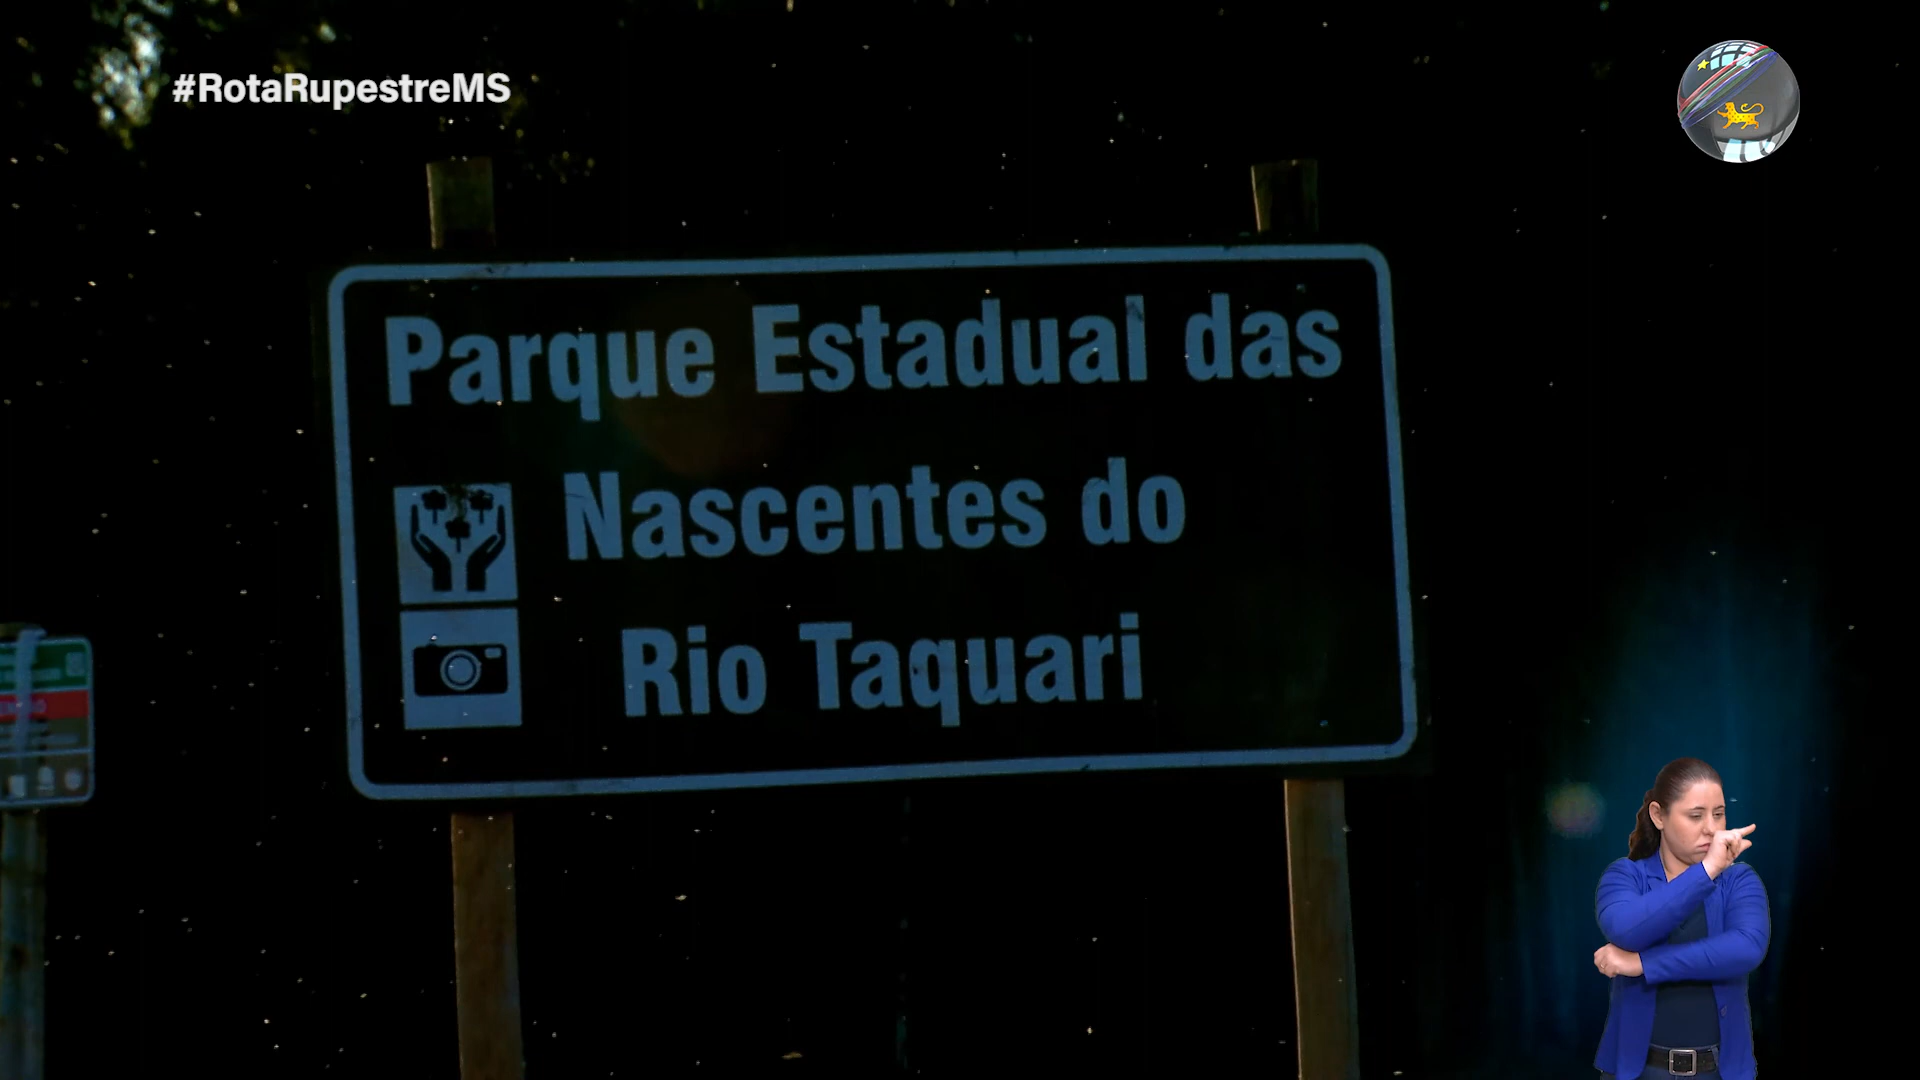 #RotaRupestreMS
Parque Estadual das
Nascentes do
Rio Taquari